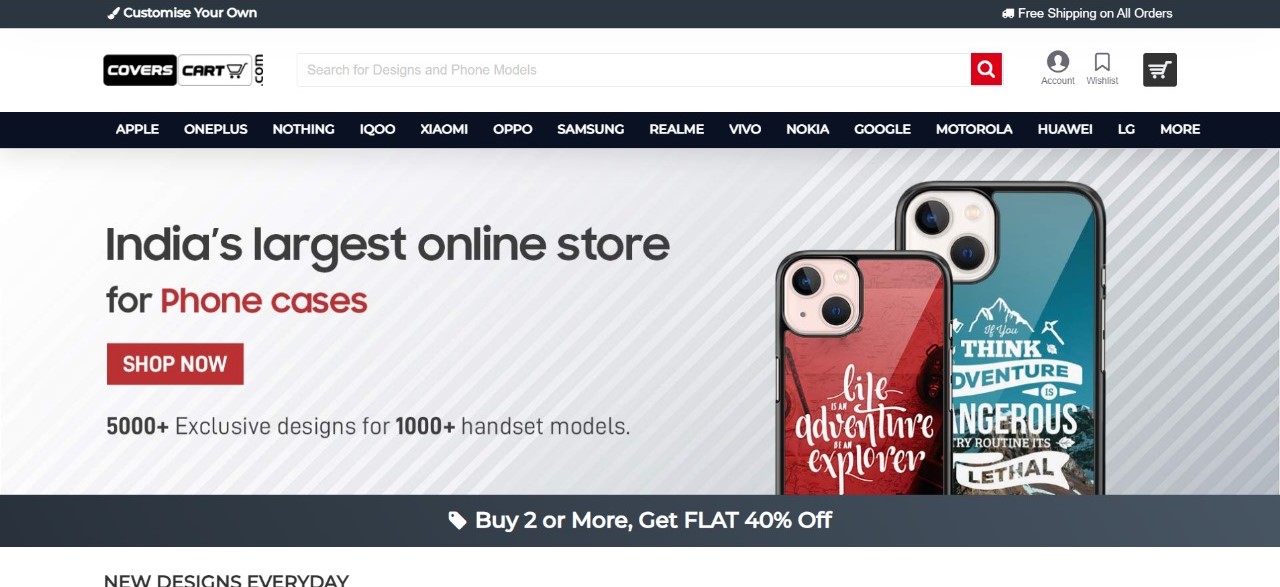 Customise Your Own
Free Shipping on All Orders
COVERS CART .com
Search for Designs and Phone Models
Account
Wishlist
APPLE ONEPLUS NOTHING IQOO XIAOMI OPPO SAMSUNG REALME VIVO NOKIA GOOGLE MOTOROLA HUAWEI LG MORE
India's largest online store
for Phone cases
SHOP NOW
5000+ Exclusive designs for 1000+ handset models.
life
IS AN
adventure
BE AN
explorer
If You
THINK
DVENTURE
IS
ANGEROUS
RY ROUTINE ITS
LETHAL
Buy 2 or More, Get FLAT 40% Off
NEW DESIGNS EVERYDAY